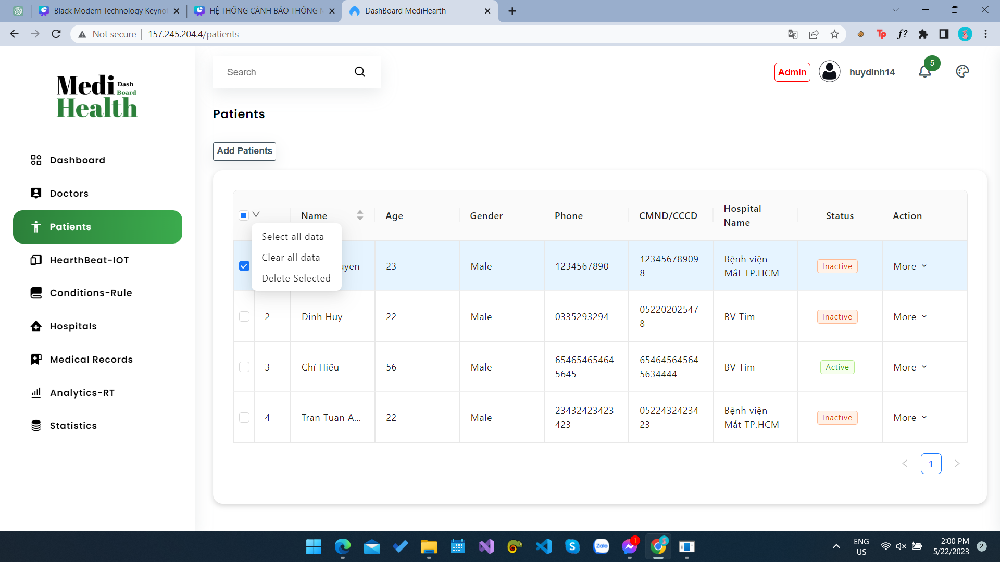 Black Modern Technology Keyno
HỆ THỐNG CẢNH BÁO THÔNG M
DashBoard MediHearth
Not secure
157.245.204.4/patients
Tp
f?
Medi Dash
Board
Health
Search
Admin
huydinh14
5
Patients
Add Patients
Dashboard
Doctors
Patients
HearthBeat-IOT
Conditions-Rule
Hospitals
Medical Records
Analytics-RT
Statistics
Name
Age
Gender
Phone
CMND/CCCD
Hospital
Name
Status
Action
Select all data
Clear all data
Delete Selected
uyen
23
Male
1234567890
12345678909
8
Bệnh viện
Mắt TP.HCM
Inactive
More
2
Dinh Huy
22
Male
0335293294
05220202547
8
BV Tim
Inactive
More
3
Chí Hiếu
56
Male
65465465464
5645
65464564564
5634444
BV Tim
Active
More
4
Tran Tuan A...
22
Male
23432423423
423
05224324234
23
Bệnh viện
Mắt TP.HCM
Inactive
More
1
Zalo
1
ENG
US
2:00 PM
5/22/2023
2